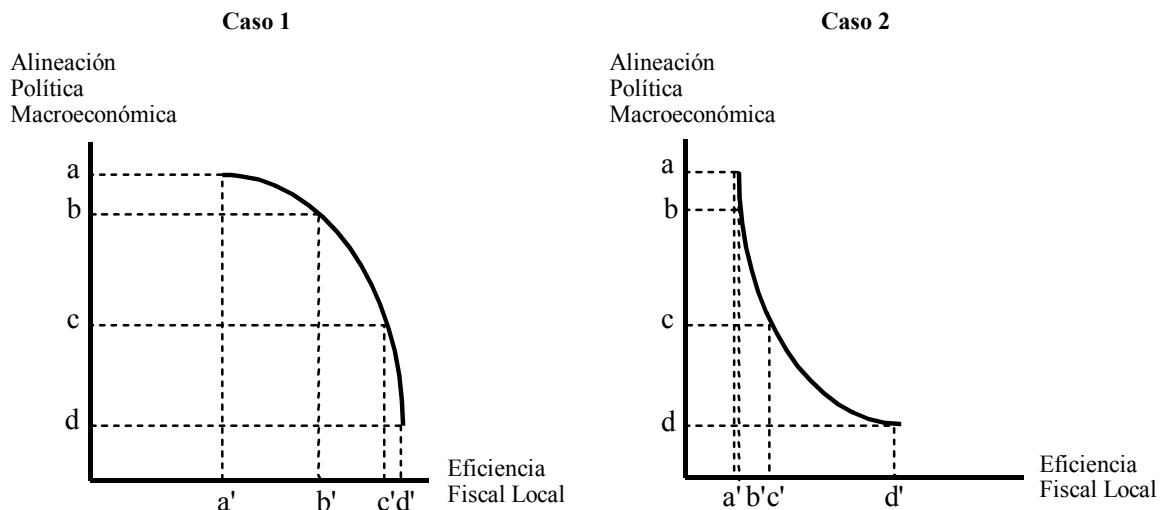 Caso 1
Alineación
Política
Macroeconómica
a
b
c
d
a' b' c' d'
Eficiencia
Fiscal Local
Caso 2
Alineación
Política
Macroeconómica
a
b
c
d
a' b' c' d'
Eficiencia
Fiscal Local